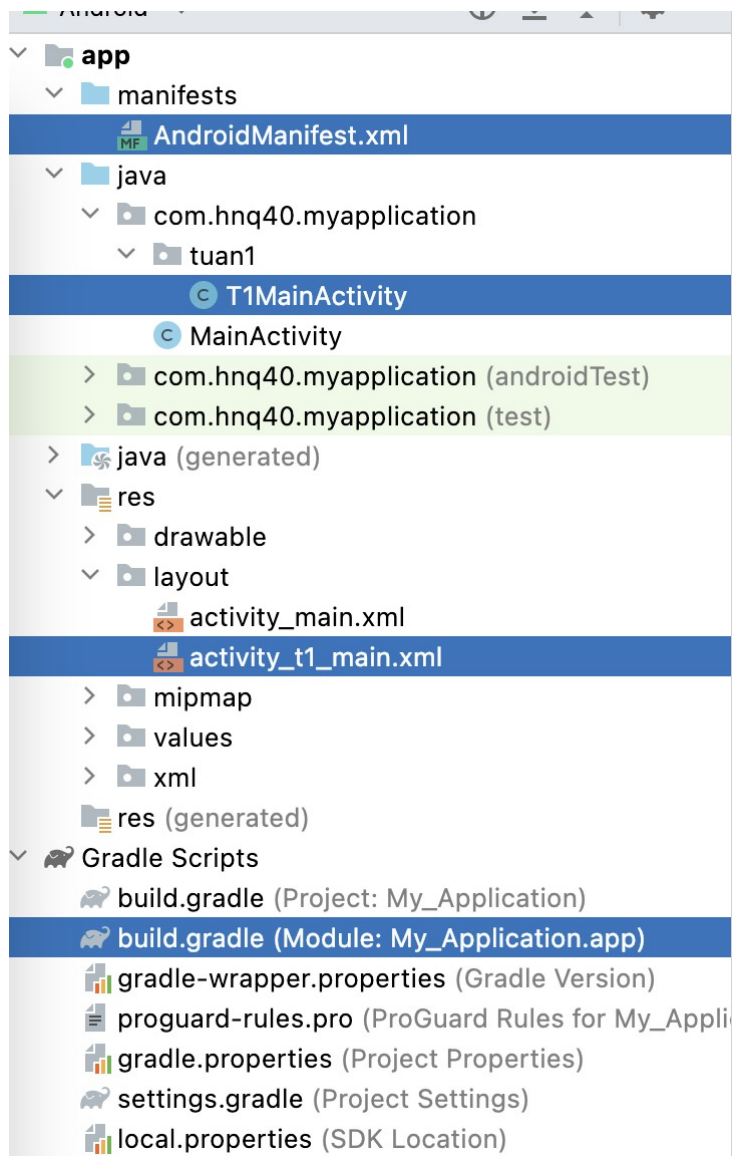 Android
app
manifests
MF AndroidManifest.xml
java
com.hnq40.myapplication
tuan1
C T1MainActivity
C MainActivity
com.hnq40.myapplication (androidTest)
com.hnq40.myapplication (test)
java (generated)
res
drawable
layout
<> activity_main.xml
<> activity_t1_main.xml
mipmap
values
xml
res (generated)
Gradle Scripts
build.gradle (Project: My_Application)
build.gradle (Module: My_Application.app)
gradle-wrapper.properties (Gradle Version)
proguard-rules.pro (ProGuard Rules for My_Appli
gradle.properties (Project Properties)
settings.gradle (Project Settings)
local.properties (SDK Location)